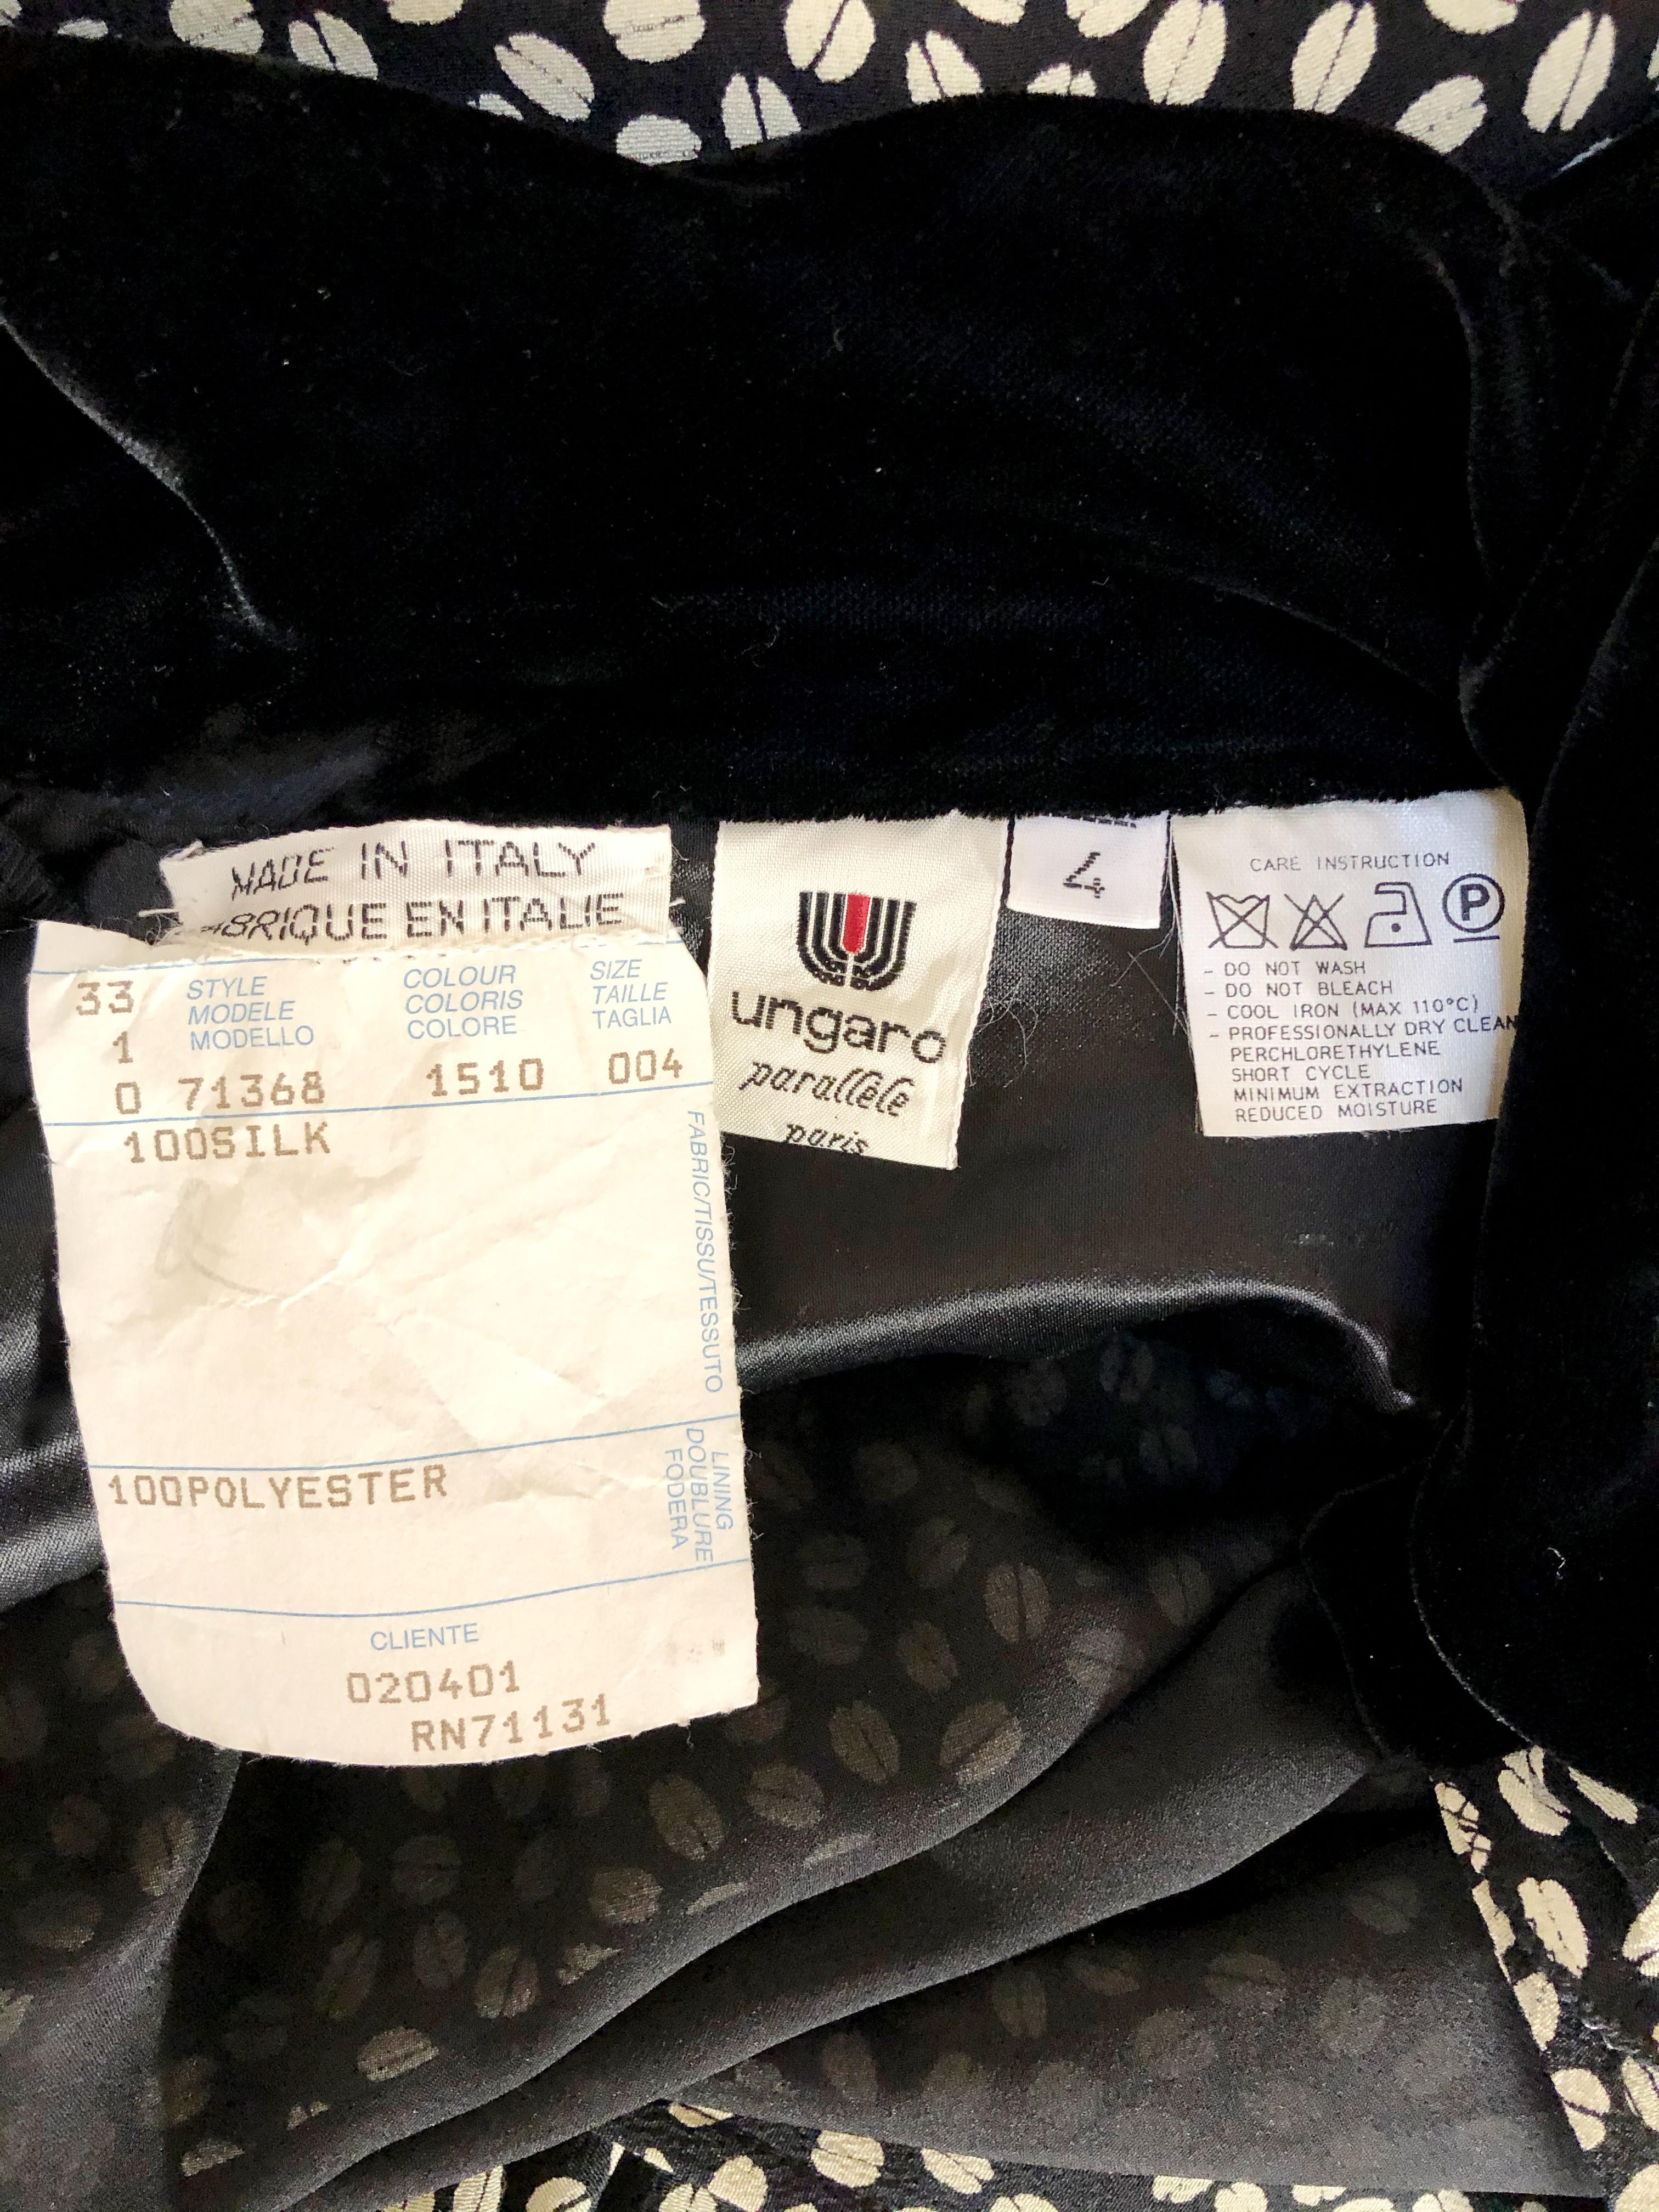 MADE IN ITALY
FABRIQUE EN ITALIE
33
STYLE
MODELE
MODELLO
COLOUR
COLORIS
COLORE
SIZE
TAILLE
TAGLIA
1
0 71368 1510 004
100SILK
FABRIC/TISSU/TESSUTO
100POLYESTER
LINING
DOUBLURE
FODERA
CLIENTE
020401
RN71131
ungaro
parallèle
paris
4
CARE INSTRUCTION
P
- DO NOT WASH
- DO NOT BLEACH
- COOL IRON (MAX 110°C)
- PROFESSIONALLY DRY CLEAN
PERCHLORETHYLENE
SHORT CYCLE
MINIMUM EXTRACTION
REDUCED MOISTURE